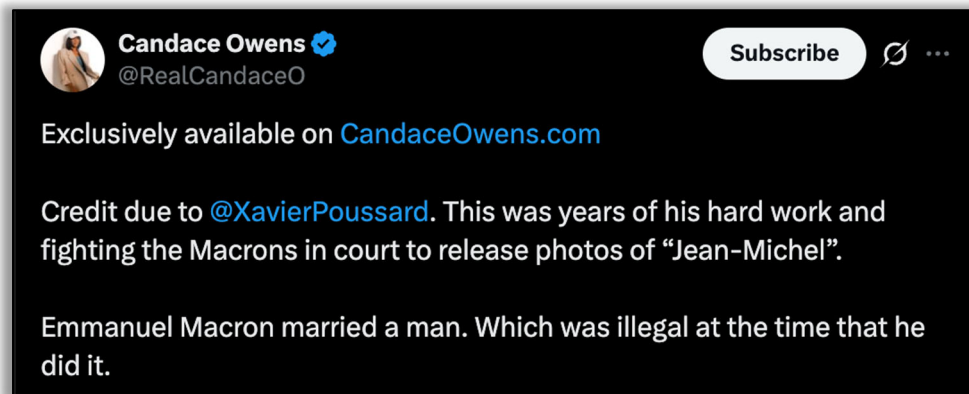 Candace Owens
@RealCandaceO
Subscribe
Exclusively available on CandaceOwens.com
Credit due to @XavierPoussard. This was years of his hard work and
fighting the Macrons in court to release photos of “Jean-Michel”.
Emmanuel Macron married a man. Which was illegal at the time that he
did it.